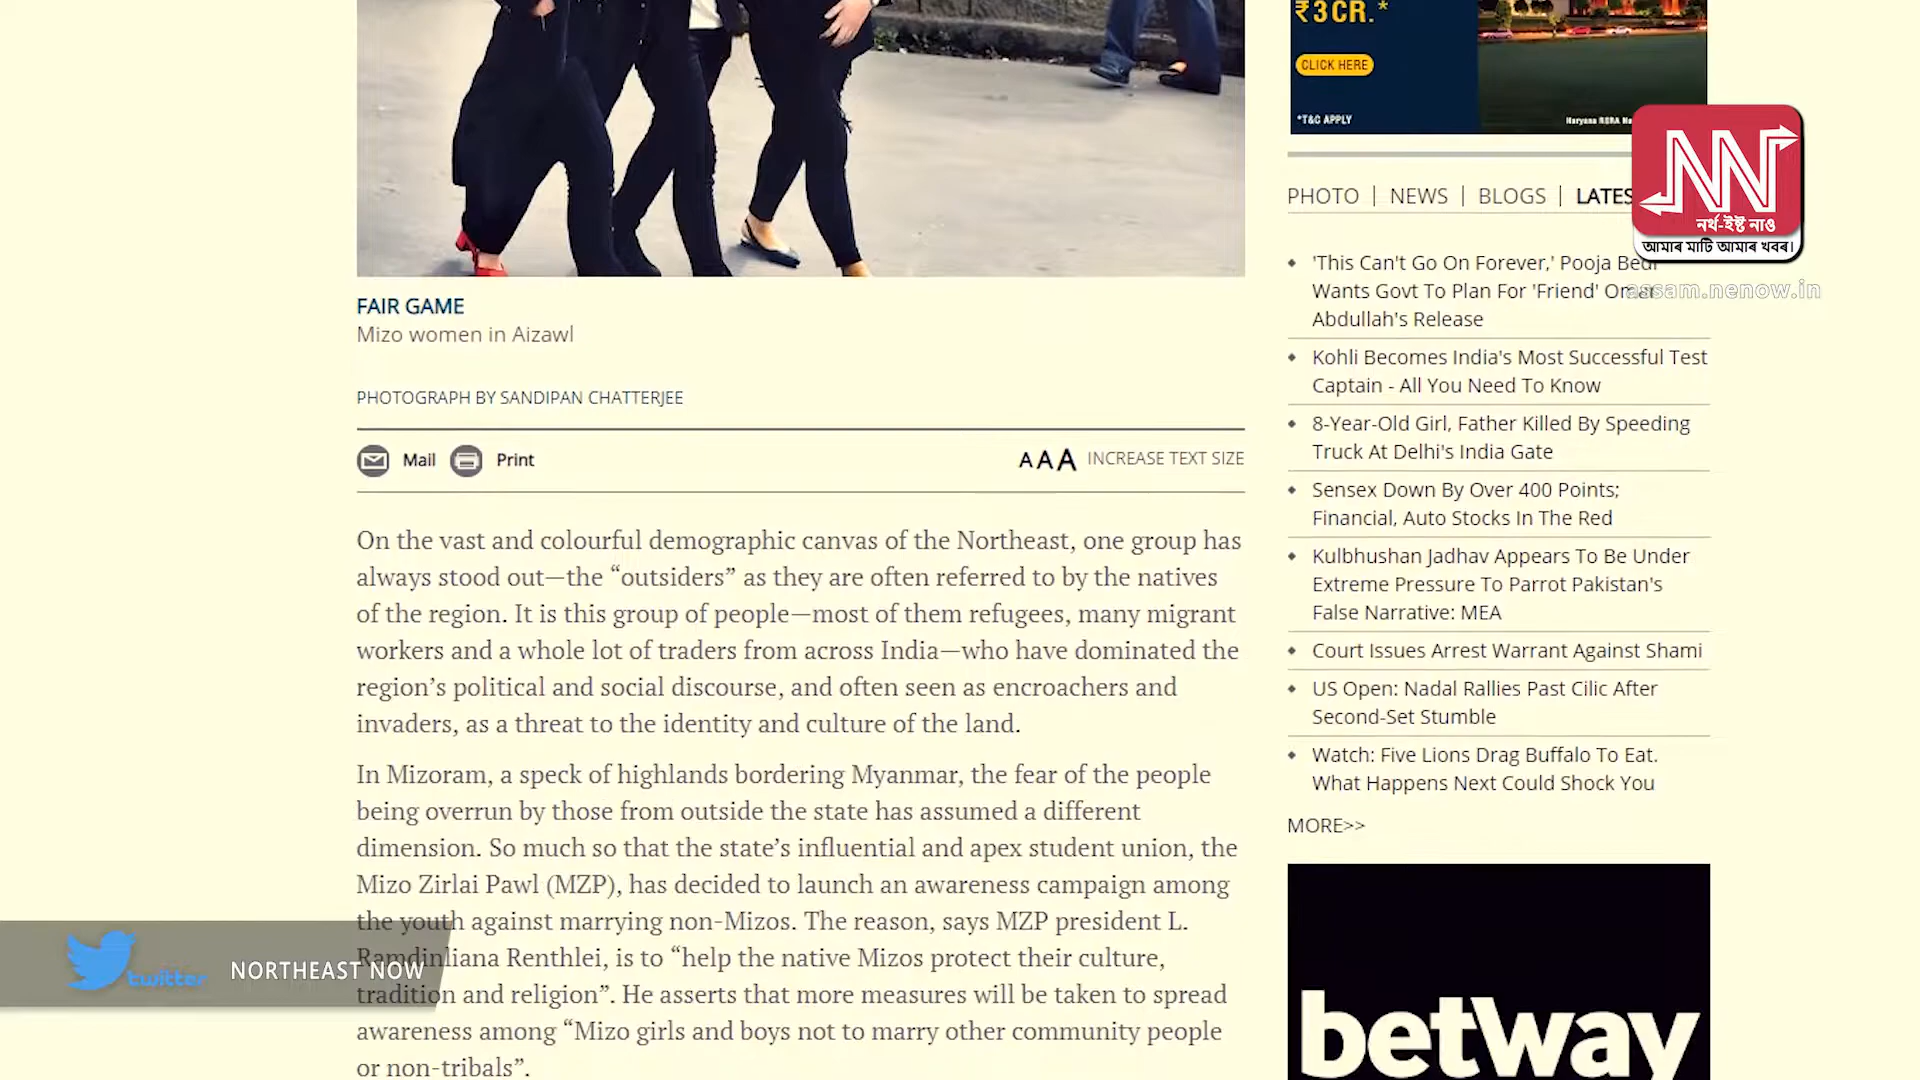 ₹3 CR.*
CLICK HERE
*T&C APPLY
FAIR GAME
Mizo women in Aizawl
PHOTOGRAPH BY SANDIPAN CHATTERJEE
Mail
Print
AAA INCREASE TEXT SIZE
On the vast and colourful demographic canvas of the Northeast, one group has
always stood out—the “outsiders” as they are often referred to by the natives
of the region. It is this group of people—most of them refugees, many migrant
workers and a whole lot of traders from across India—who have dominated the
region’s political and social discourse, and often seen as encroachers and
invaders, as a threat to the identity and culture of the land.
In Mizoram, a speck of highlands bordering Myanmar, the fear of the people
being overrun by those from outside the state has assumed a different
dimension. So much so that the state’s influential and apex student union, the
Mizo Zirlai Pawl (MZP), has decided to launch an awareness campaign among
the youth against marrying non-Mizos. The reason, says MZP president L.
Ramdinliana Renthlei, is to “help the native Mizos protect their culture,
tradition and religion”. He asserts that more measures will be taken to spread
awareness among “Mizo girls and boys not to marry other community people
or non-tribals”.
PHOTO | NEWS | BLOGS | LATES
'This Can't Go On Forever,' Pooja Bedi
Wants Govt To Plan For 'Friend' Omar
Abdullah's Release
Kohli Becomes India's Most Successful Test
Captain - All You Need To Know
8-Year-Old Girl, Father Killed By Speeding
Truck At Delhi's India Gate
Sensex Down By Over 400 Points;
Financial, Auto Stocks In The Red
Kulbhushan Jadhav Appears To Be Under
Extreme Pressure To Parrot Pakistan's
False Narrative: MEA
Court Issues Arrest Warrant Against Shami
US Open: Nadal Rallies Past Cilic After
Second-Set Stumble
Watch: Five Lions Drag Buffalo To Eat.
What Happens Next Could Shock You
MORE>>
betway
NN
নৰ্থ-ইষ্ট নাও
আমাৰ মাটি আমাৰ খবৰ।
assam.nenow.in
twitter
NORTHEAST NOW